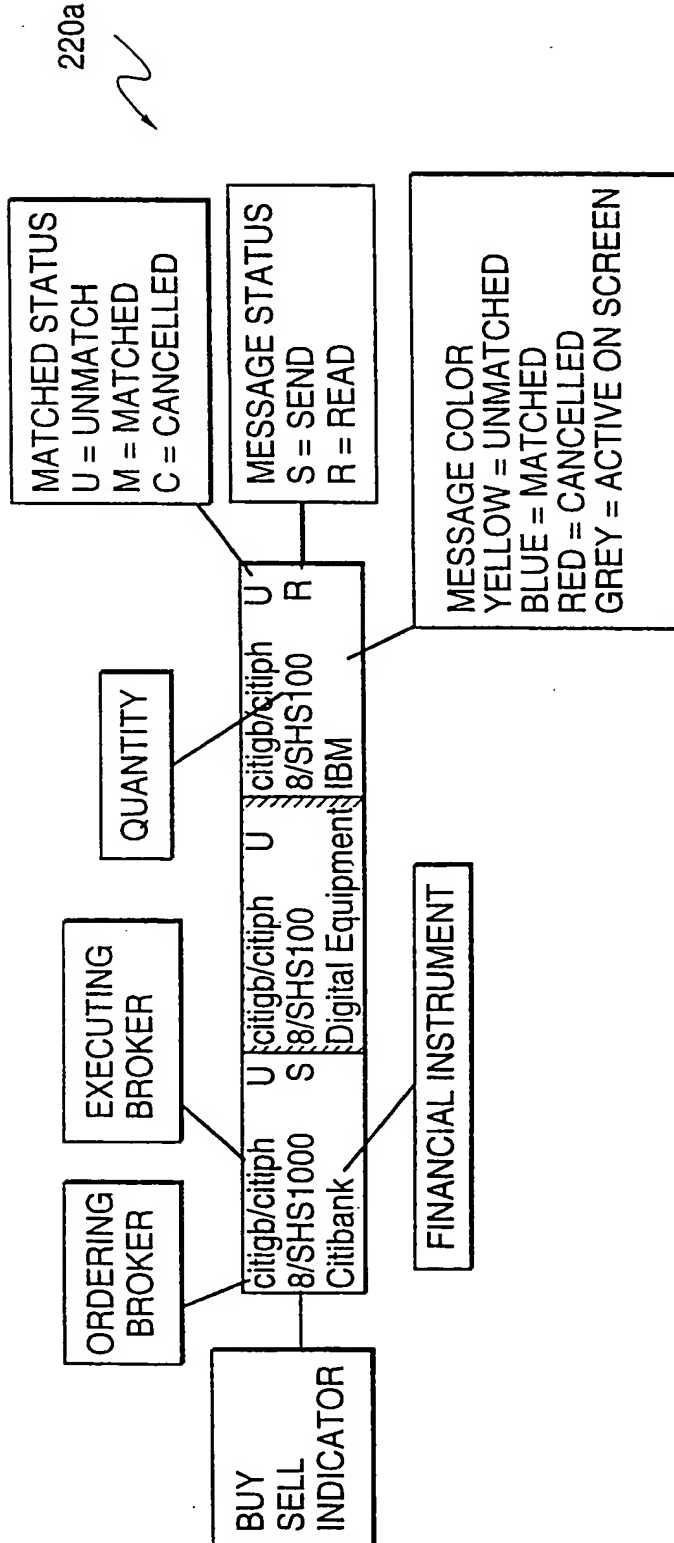 220a
ORDERING
BROKER
EXECUTING
BROKER
QUANTITY
MATCHED STATUS
U = UNMATCH
M = MATCHED
C = CANCELLED
BUY
SELL
INDICATOR
citigb/citiph U
8/SHS1000 S
Citibank
citigb/citiph U
8/SHS100
Digital Equipment
citigb/citiph U
8/SHS100 R
IBM
MESSAGE STATUS
S = SEND
R = READ
FINANCIAL INSTRUMENT
MESSAGE COLOR
YELLOW = UNMATCHED
BLUE = MATCHED
RED = CANCELLED
GREY = ACTIVE ON SCREEN